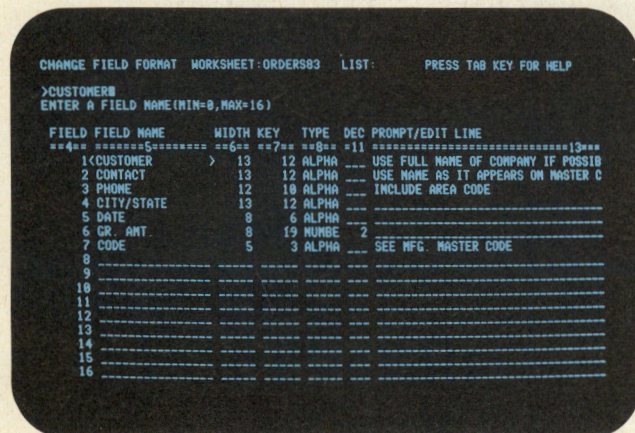 CHANGE FIELD FORMAT WORKSHEET:ORDERS83 LIST: PRESS TAB KEY FOR HELP
>CUSTOMER
ENTER A FIELD NAME(MIN=0,MAX=16)
FIELD FIELD NAME WIDTH KEY TYPE DEC PROMPT/EDIT LINE
==4== =======5======== ==6== ==7== ==8== =11 ==========================13===
1<CUSTOMER > 13 12 ALPHA ___ USE FULL NAME OF COMPANY IF POSSIB
2 CONTACT 13 12 ALPHA ___ USE NAME AS IT APPEARS ON MASTER C
3 PHONE 12 10 ALPHA ___ INCLUDE AREA CODE
4 CITY/STATE 13 12 ALPHA ___
5 DATE 8 6 ALPHA ___
6 GR. AMT. 8 19 NUMBE 2
7 CODE 5 3 ALPHA ___ SEE MFG. MASTER CODE
8
9
10
11
12
13
14
15
16